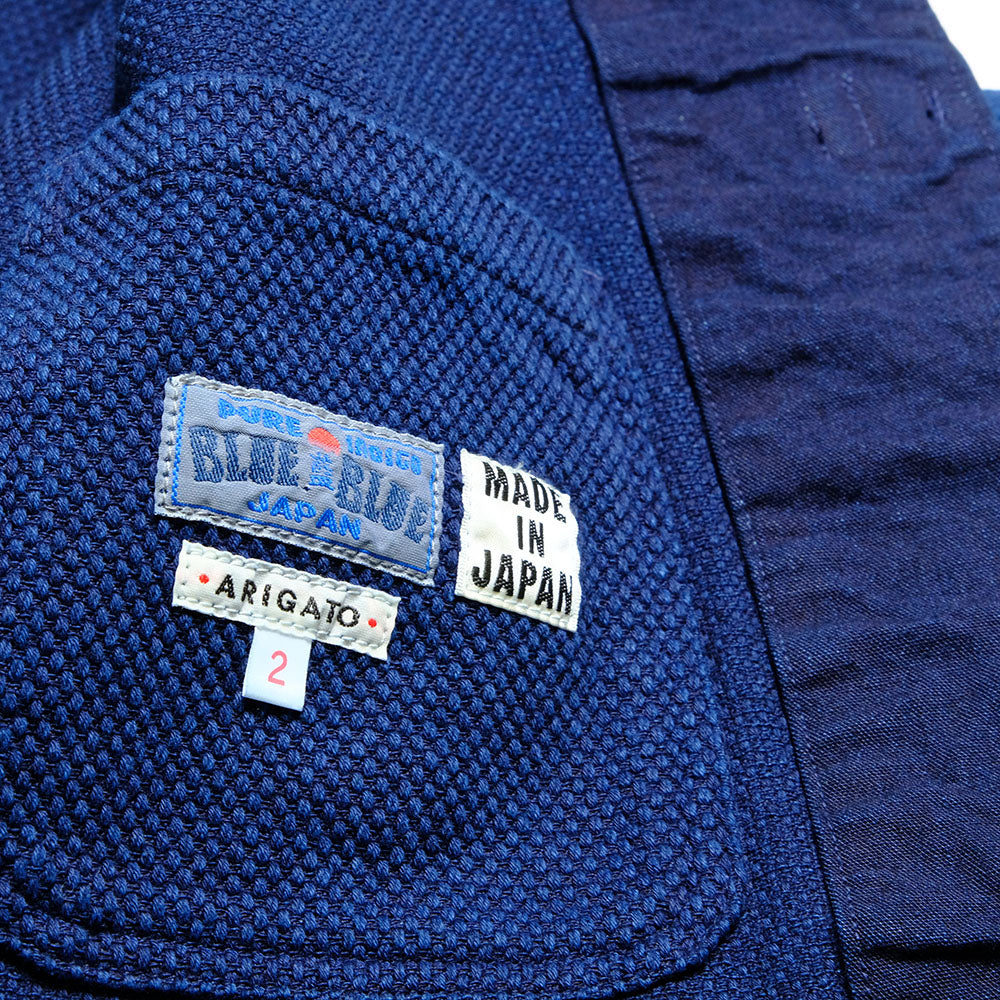 PURE INDIGO
BLUE BLUE
JAPAN
MADE
IN
JAPAN
• ARIGATO •
2